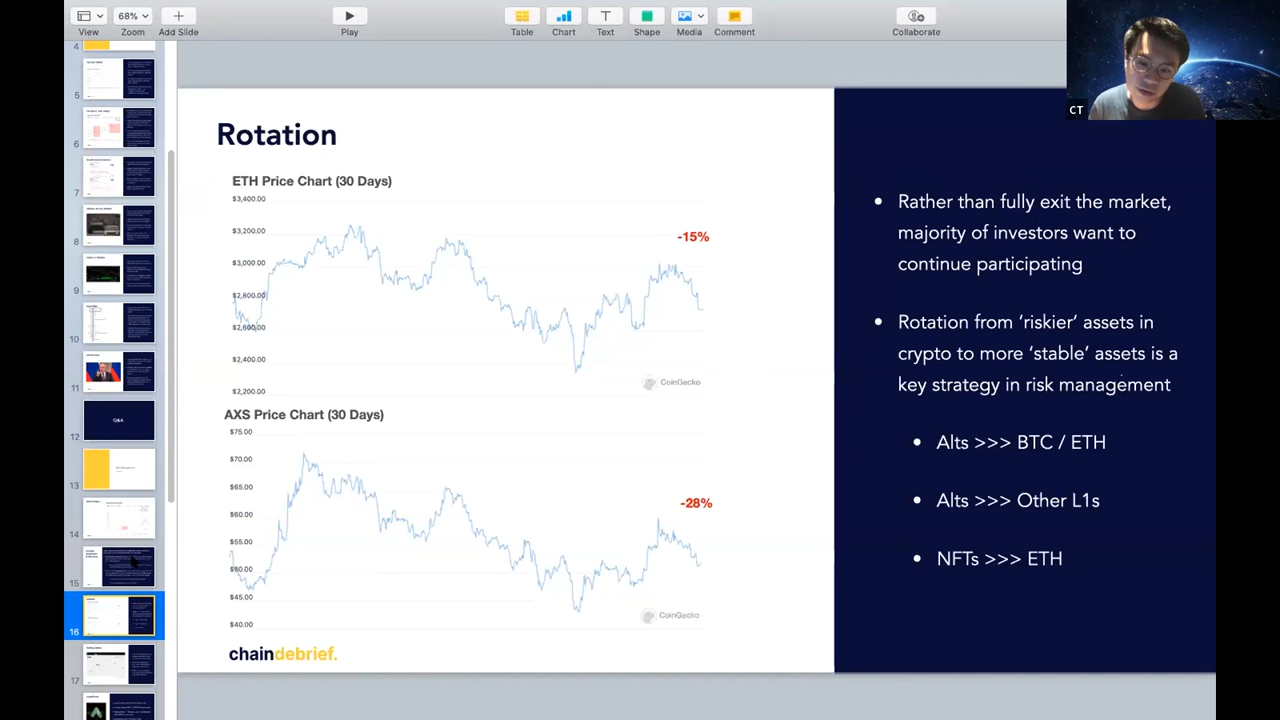 68%
View
Zoom
Add Slide
Play
Table
Chart
Text
Shape
Media
Comment
Collaborate
CT
4
5
6
7
8
9
10
11
12
Q&A
13
14
15
16
17
Rotation
ETH Price Chart (30 Days)
$3,400.00
$3,200.00
$3,000.00
$2,800.00
$2,600.00
$2,400.00
$2,200.00
-15%
CoinGecko
AXS Price Chart (30 Days)
$75.00
$70.00
$65.00
$60.00
$55.00
$50.00
$45.00
$40.00
-28%
CoinGecko
chaindebrief.
• Rather than fully exit the market,
majority of investors want to
continue participating
• Rotation from ‘riskier’ assets in
crypto to more ‘stable’ assets is a
key strategy in risk management
• Alts >>> BTC / ETH
• Alts >>> Other L1s
• NFTs >>> ETH